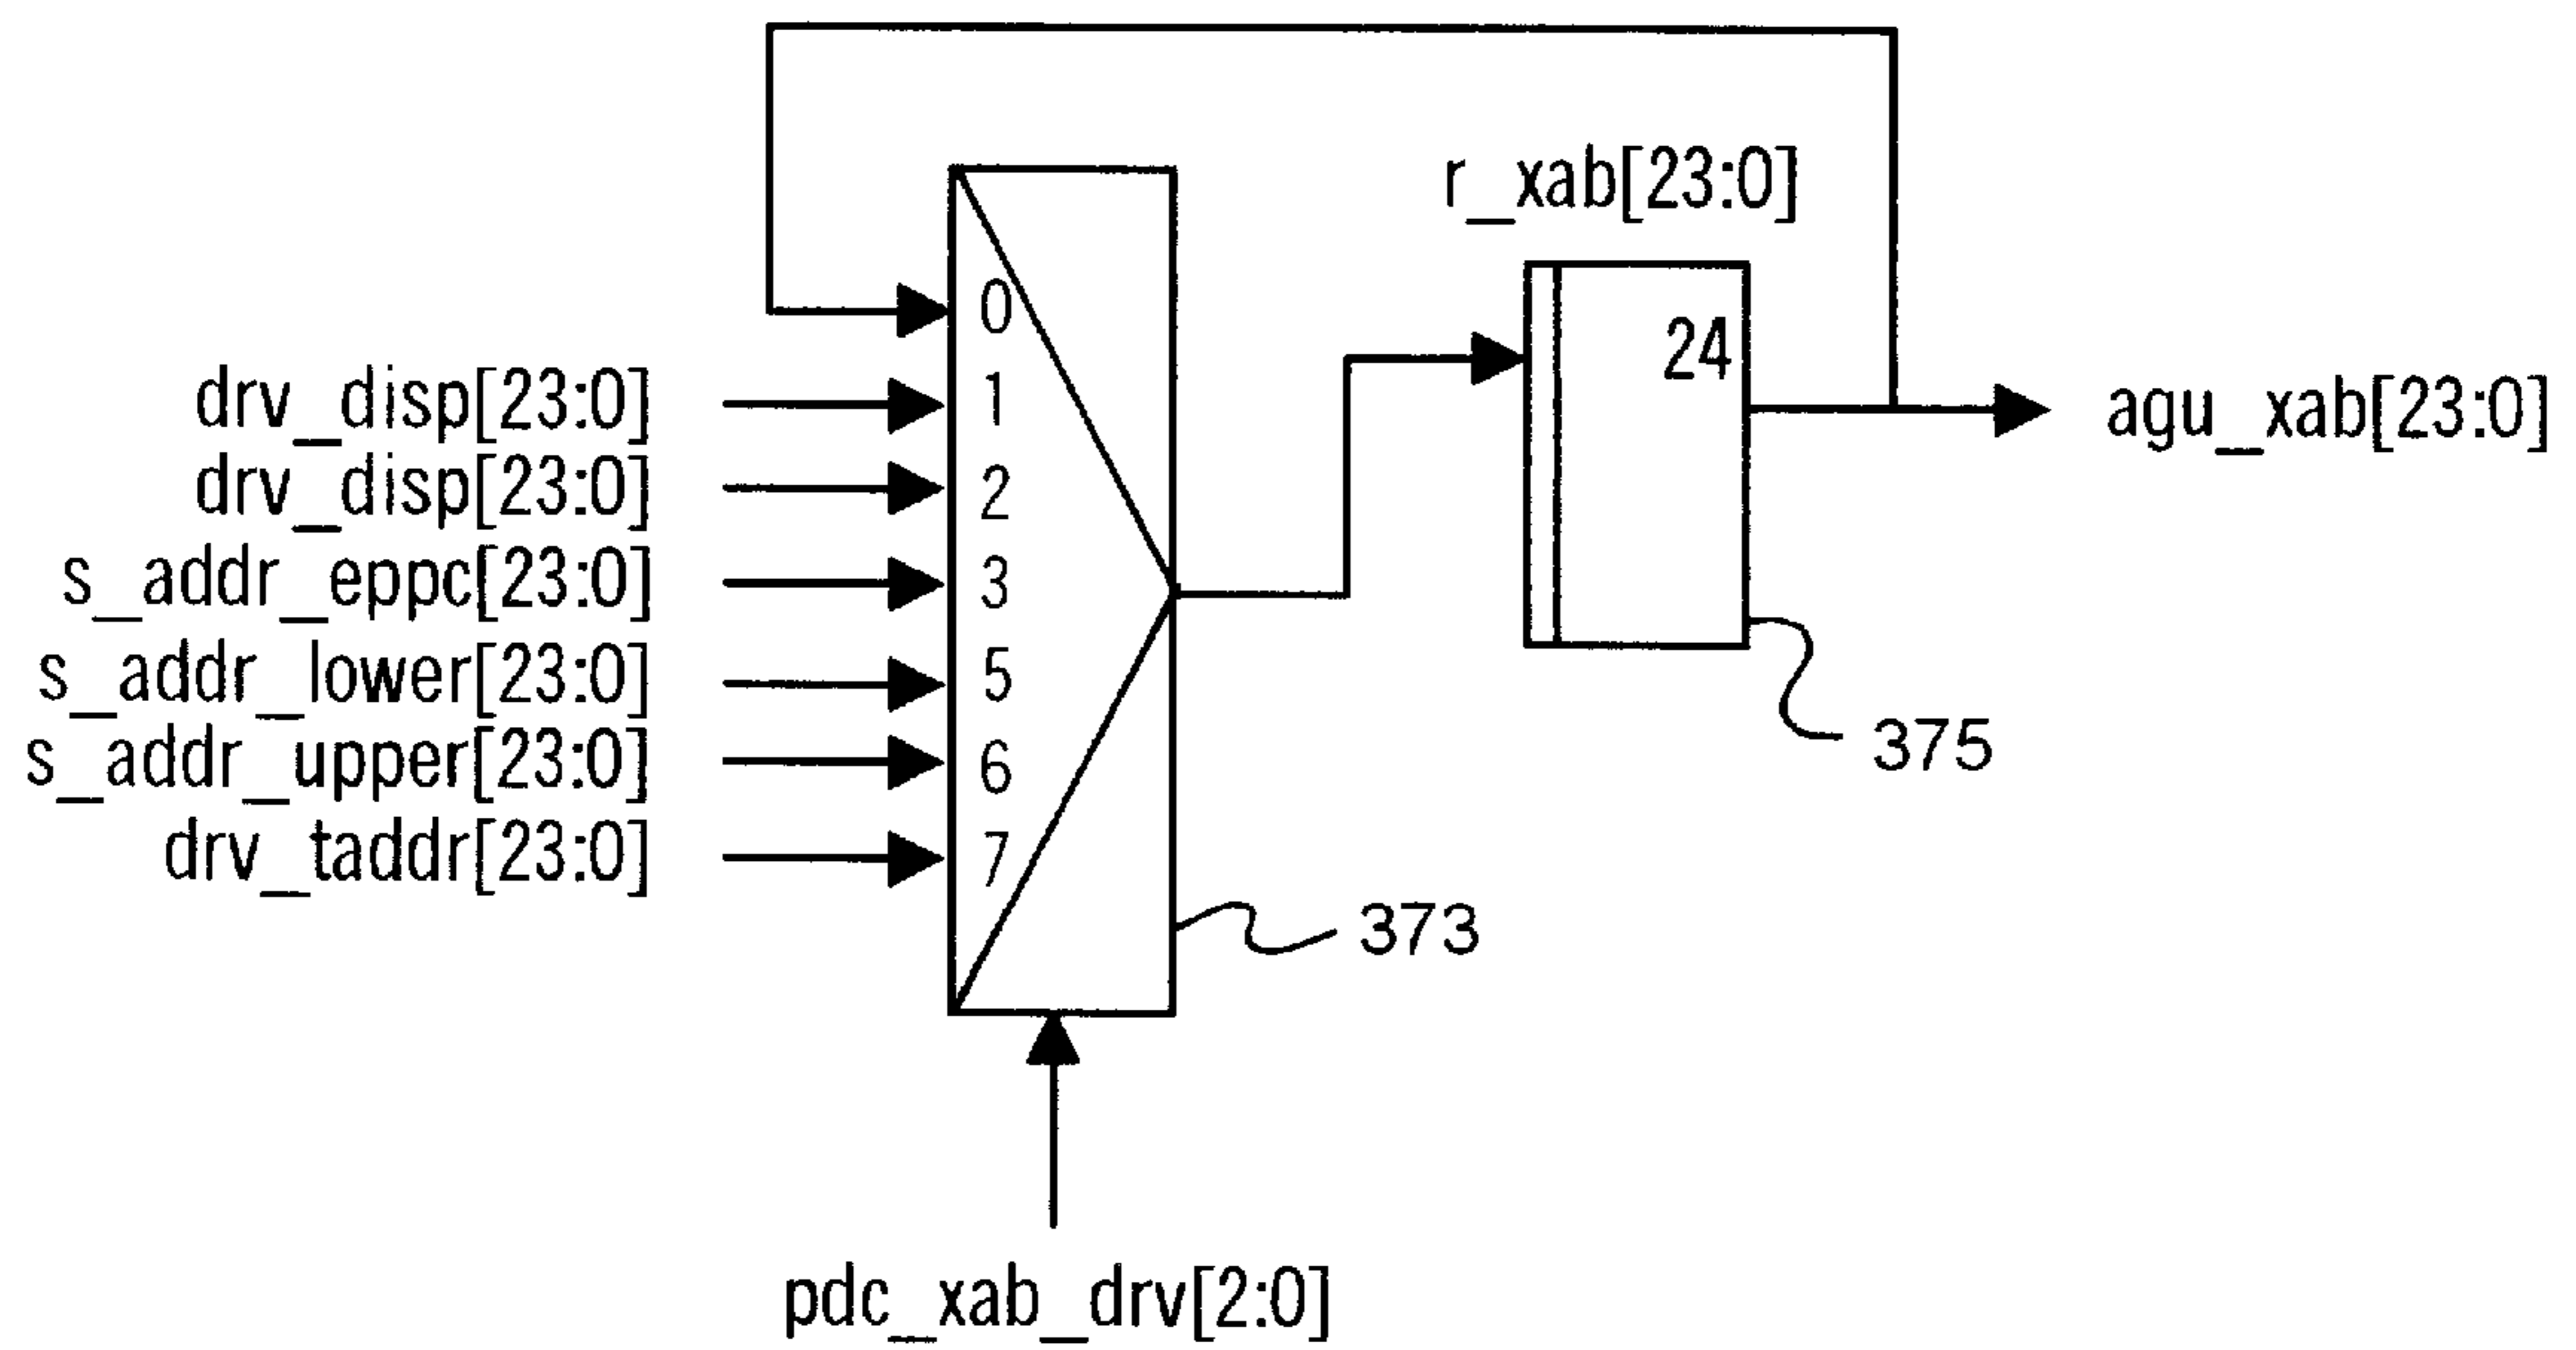 r_xab[23:0]
0
24
drv_disp[23:0]
1
agu_xab[23:0]
drv_disp[23:0]
2
s_addr_eppc[23:0]
3
s_addr_lower[23:0]
5
375
s_addr_upper[23:0]
6
drv_taddr[23:0]
7
373
pdc_xab_drv[2:0]